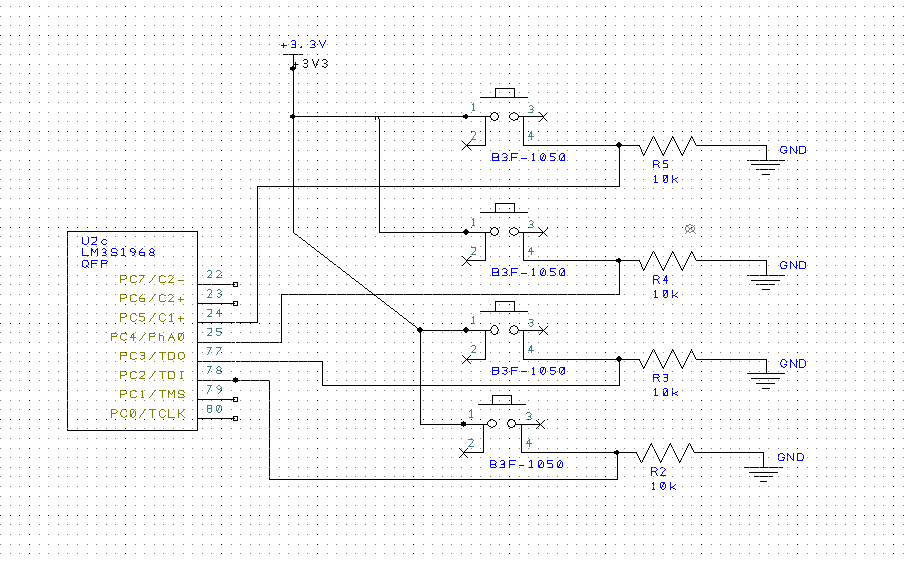 +3.3V
+3V3
1
3
2
4
B3F-1050
R5
10k
GND
1
3
2
4
B3F-1050
R4
10k
GND
U2c
LM3S1968
QFP
PC7/C2-
22
PC6/C2+
23
PC5/C1+
24
PC4/PhA0
25
PC3/TDO
77
PC2/TDI
78
PC1/TMS
79
PC0/TCLK
80
1
3
2
4
B3F-1050
R3
10k
GND
1
3
2
4
B3F-1050
R2
10k
GND